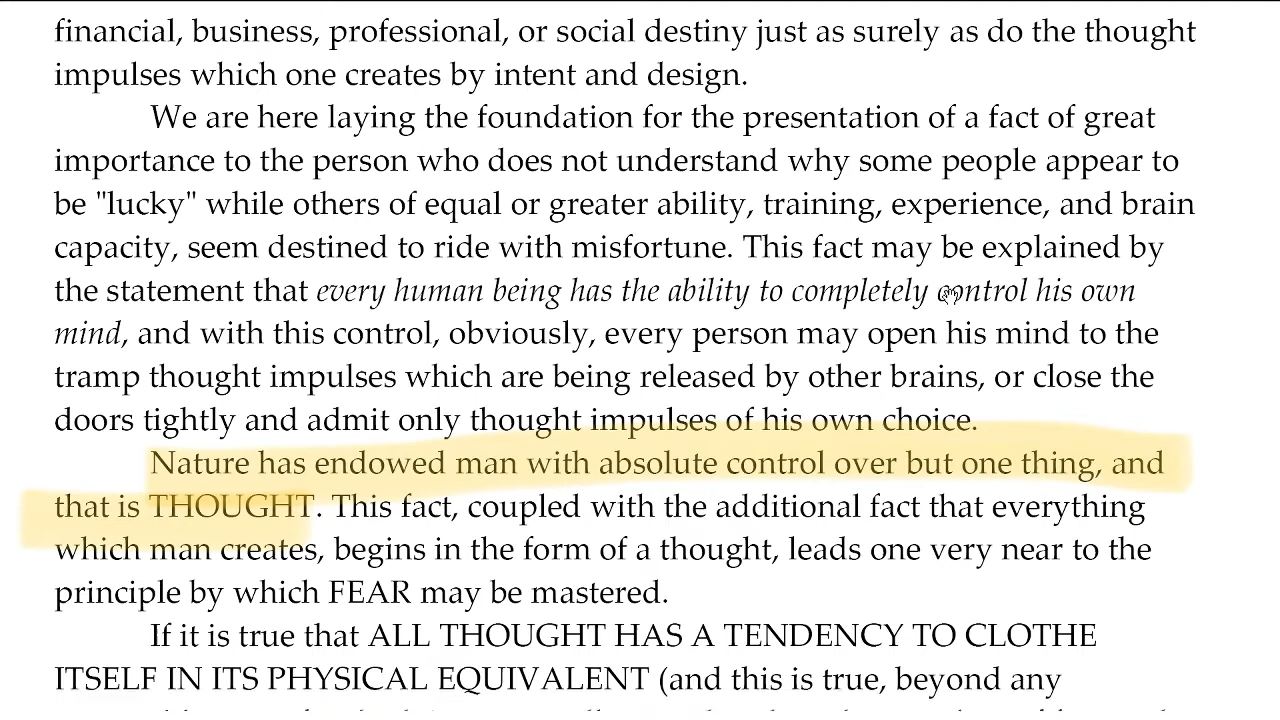 financial, business, professional, or social destiny just as surely as do the thought
impulses which one creates by intent and design.
We are here laying the foundation for the presentation of a fact of great
importance to the person who does not understand why some people appear to
be "lucky" while others of equal or greater ability, training, experience, and brain
capacity, seem destined to ride with misfortune. This fact may be explained by
the statement that every human being has the ability to completely control his own
mind, and with this control, obviously, every person may open his mind to the
tramp thought impulses which are being released by other brains, or close the
doors tightly and admit only thought impulses of his own choice.
Nature has endowed man with absolute control over but one thing, and
that is THOUGHT. This fact, coupled with the additional fact that everything
which man creates, begins in the form of a thought, leads one very near to the
principle by which FEAR may be mastered.
If it is true that ALL THOUGHT HAS A TENDENCY TO CLOTHE
ITSELF IN ITS PHYSICAL EQUIVALENT (and this is true, beyond any